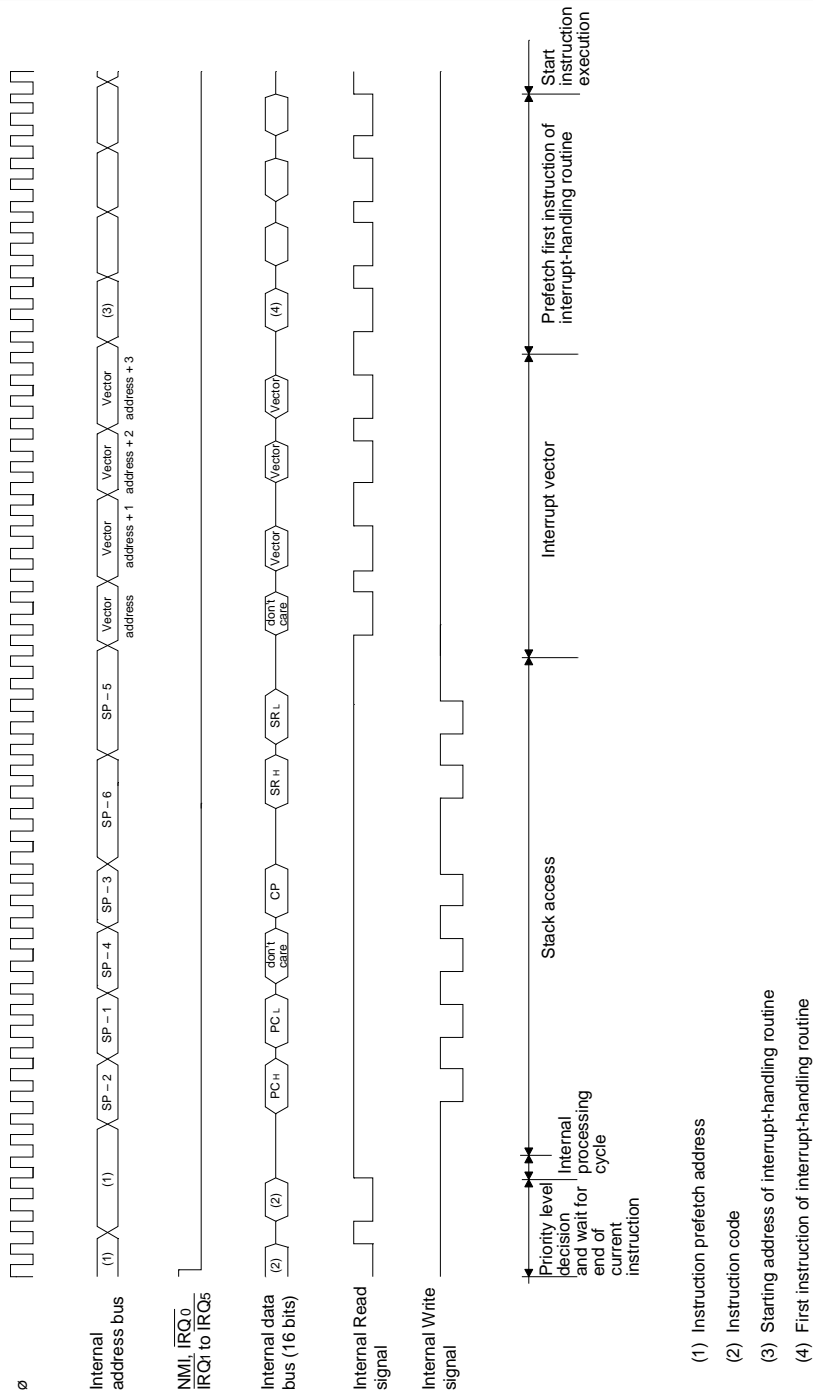 ø
Internal
address bus
(1)
(1)
SP – 2
SP – 1
SP – 4
SP – 3
SP – 6
SP – 5
Vector
address
Vector
address + 1
Vector
address + 2
Vector
address + 3
(3)
NMI, IRQ0
IRQ1 to IRQ5
Internal data
bus (16 bits)
(2)
(2)
PC H
PC L
don't
care
CP
SR H
SR L
don't
care
Vector
Vector
Vector
(4)
Internal Read
signal
Internal Write
signal
Priority level
decision
and wait for
end of
current
instruction
Internal
processing
cycle
Stack access
Interrupt vector
Prefetch first instruction of
interrupt-handling routine
Start
instruction
execution
(1) Instruction prefetch address
(2) Instruction code
(3) Starting address of interrupt-handling routine
(4) First instruction of interrupt-handling routine